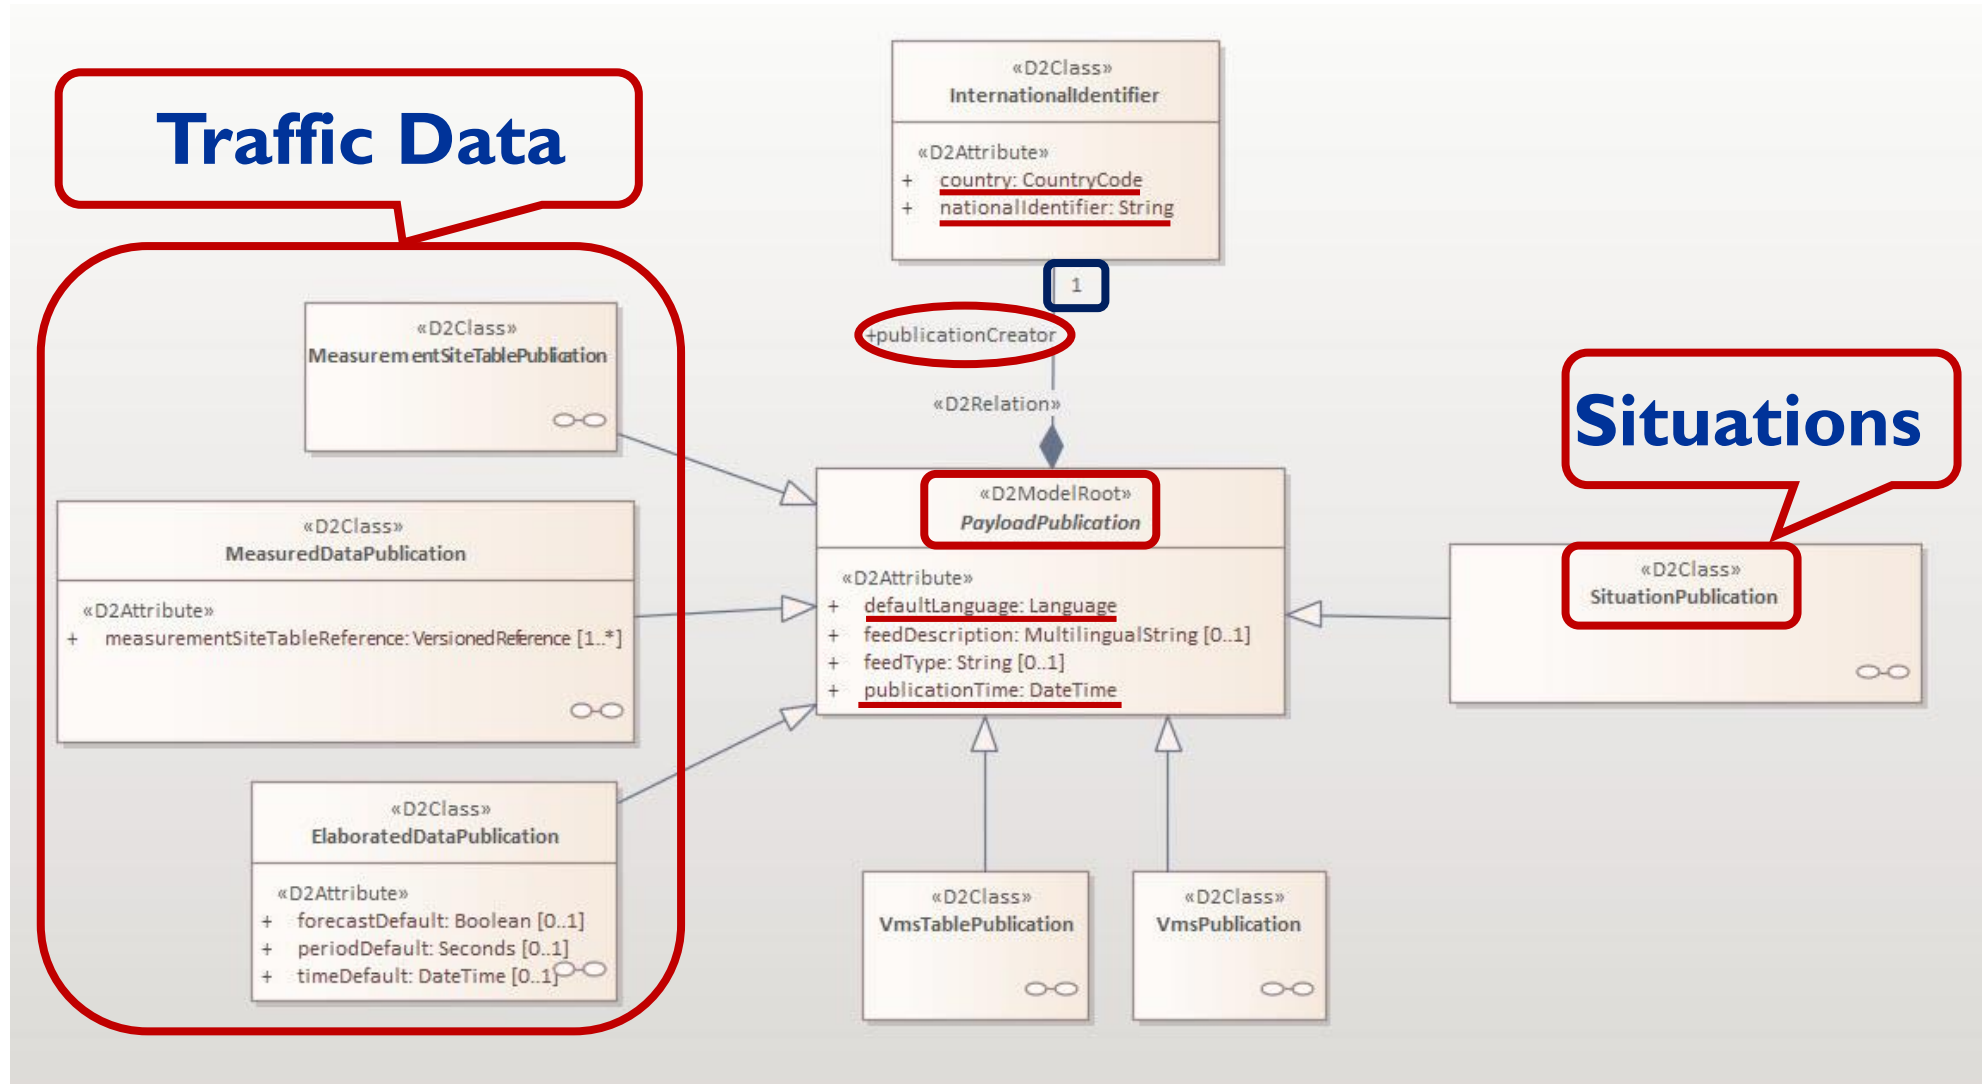 Traffic Data
«D2Class»
InternationalIdentifier
«D2Attribute»
+ country: CountryCode
+ nationalIdentifier: String
1
+publicationCreator
«D2Relation»
«D2Class»
MeasurementSiteTablePublication
Situations
«D2ModelRoot»
PayloadPublication
«D2Attribute»
+ defaultLanguage: Language
+ feedDescription: MultilingualString [0..1]
+ feedType: String [0..1]
+ publicationTime: DateTime
«D2Class»
MeasuredDataPublication
«D2Attribute»
+ measurementSiteTableReference: VersionedReference [1..*]
«D2Class»
SituationPublication
«D2Class»
ElaboratedDataPublication
«D2Attribute»
+ forecastDefault: Boolean [0..1]
+ periodDefault: Seconds [0..1]
+ timeDefault: DateTime [0..1]
«D2Class»
VmsTablePublication
«D2Class»
VmsPublication